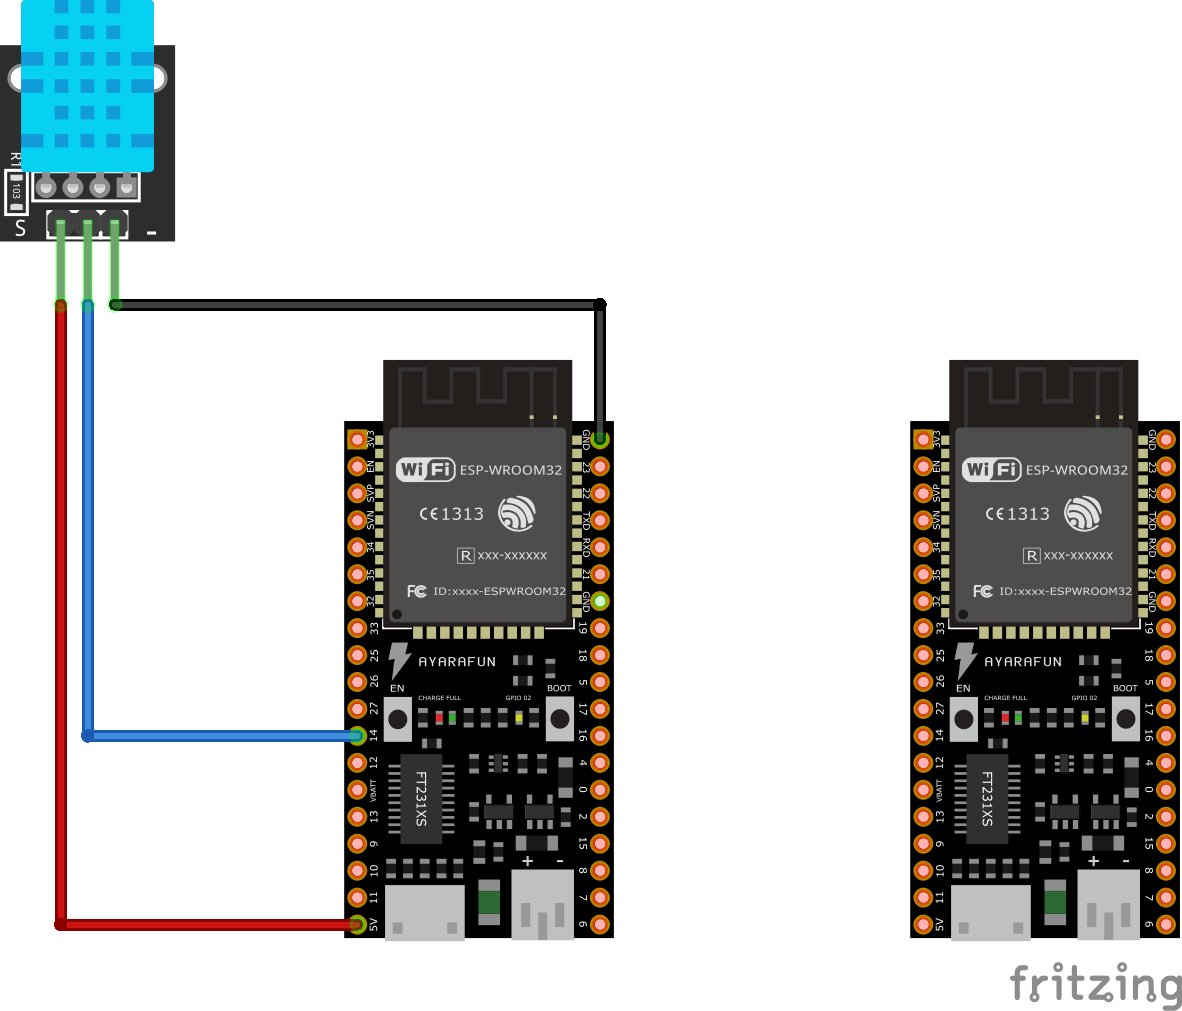 R1
103
S
-
3V3
EN
SVP
SVN
34
35
32
33
25
26
27
14
12
VBATT
13
9
10
11
5V
GND
23
22
TXD
RXD
21
GND
19
18
5
17
16
4
0
2
15
8
7
6
WiFi ESP-WROOM32
CE1313
R xxx-xxxxxx
FC ID:xxxx-ESPWROOM32
AYARAFUN
EN
BOOT
CHARGE FULL
GPIO 02
FT231XS
+ -
3V3
EN
SVP
SVN
34
35
32
33
25
26
27
14
12
VBATT
13
9
10
11
5V
GND
23
22
TXD
RXD
21
GND
19
18
5
17
16
4
0
2
15
8
7
6
WiFi ESP-WROOM32
CE1313
R xxx-xxxxxx
FC ID:xxxx-ESPWROOM32
AYARAFUN
EN
BOOT
CHARGE FULL
GPIO 02
FT231XS
+ -
fritzing